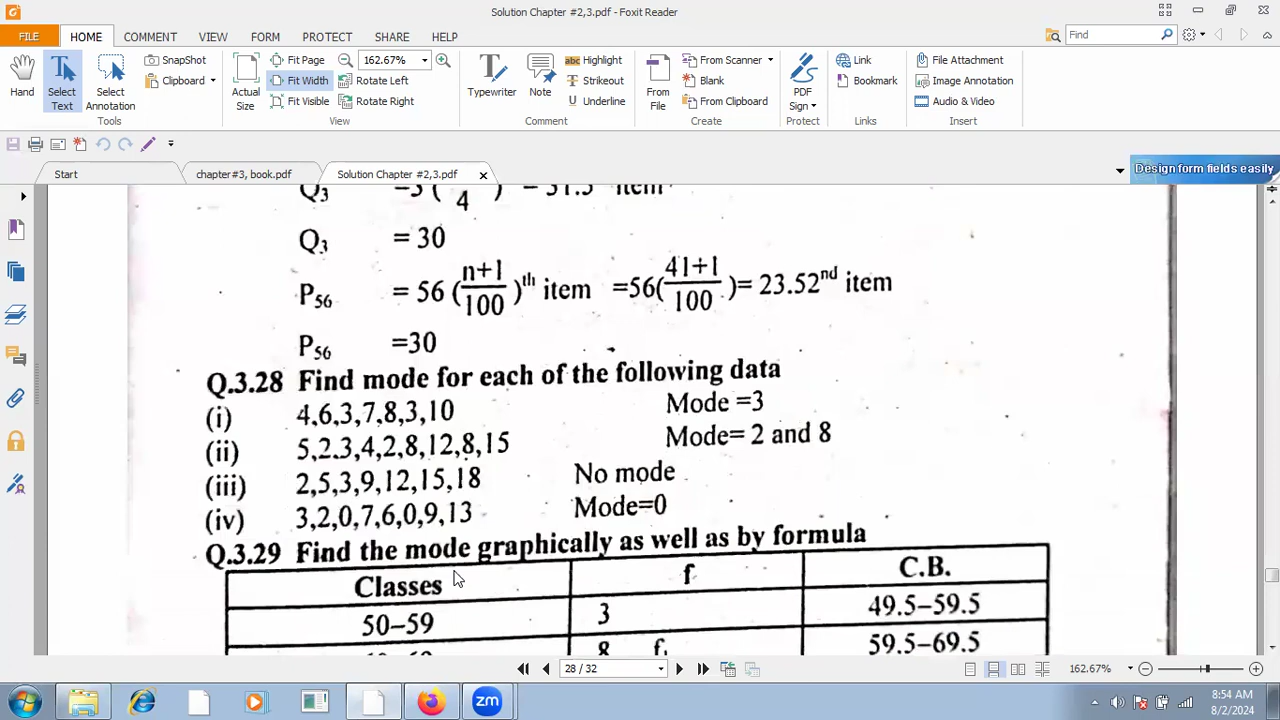 Solution Chapter #2,3.pdf - Foxit Reader
FILE HOME COMMENT VIEW FORM PROTECT SHARE HELP Find
Hand Select Text Select Annotation SnapShot Clipboard Tools
Actual Size Fit Page Fit Width Fit Visible 162.67% Rotate Left Rotate Right View
Typewriter Note Highlight Strikeout Underline Comment
From File From Scanner Blank From Clipboard Create
PDF Sign Protect
Link Bookmark Links
File Attachment Image Annotation Audio & Video Insert
Start chapter#3, book.pdf Solution Chapter #2,3.pdf Design form fields easily
Q3 =3 ( 4 ) = 31.5 item
Q3 = 30
P56 = 56 (n+1/100)th item =56(41+1/100)= 23.52nd item
P56 =30
Q.3.28 Find mode for each of the following data
(i) 4,6,3,7,8,3,10 Mode =3
(ii) 5,2,3,4,2,8,12,8,15 Mode= 2 and 8
(iii) 2,5,3,9,12,15,18 No mode
(iv) 3,2,0,7,6,0,9,13 Mode=0
Q.3.29 Find the mode graphically as well as by formula
Classes f C.B.
50–59 3 49.5–59.5
8 f1 59.5–69.5
28 / 32 162.67%
zm 8:54 AM
8/2/2024